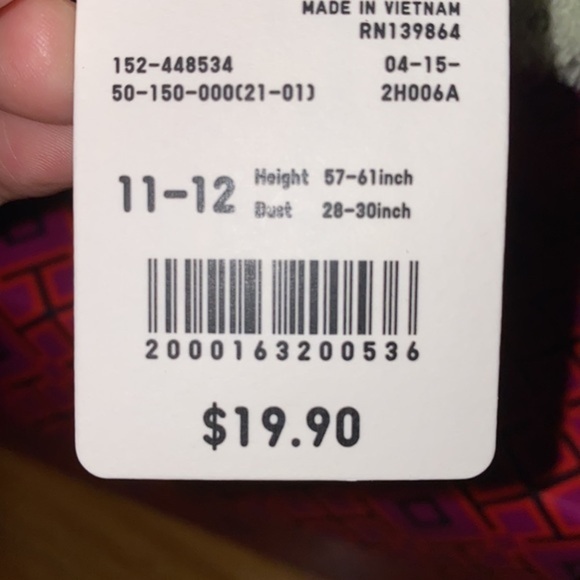 MADE IN VIETNAM
RN139864
152-448534 04-15-
50-150-000(21-01) 2H006A
11-12 Height 57-61inch
Bust 28-30inch
2000163200536
$19.90